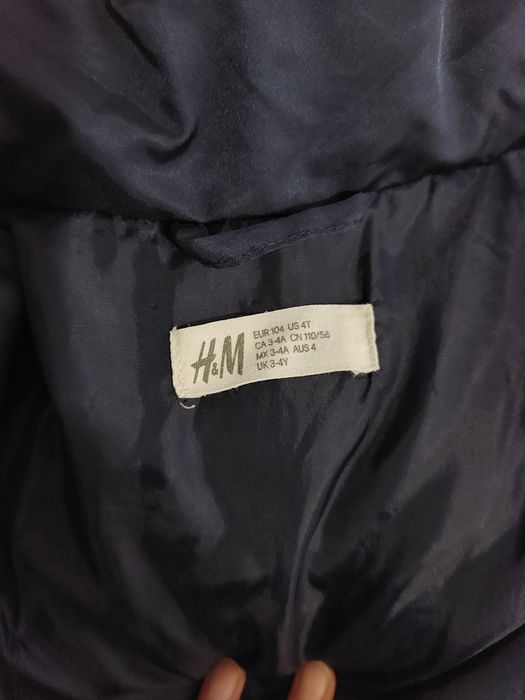 H&M
EUR 104 US 4T
CA 3-4A CN 110/56
MX 3-4A AUS 4
UK 3-4Y